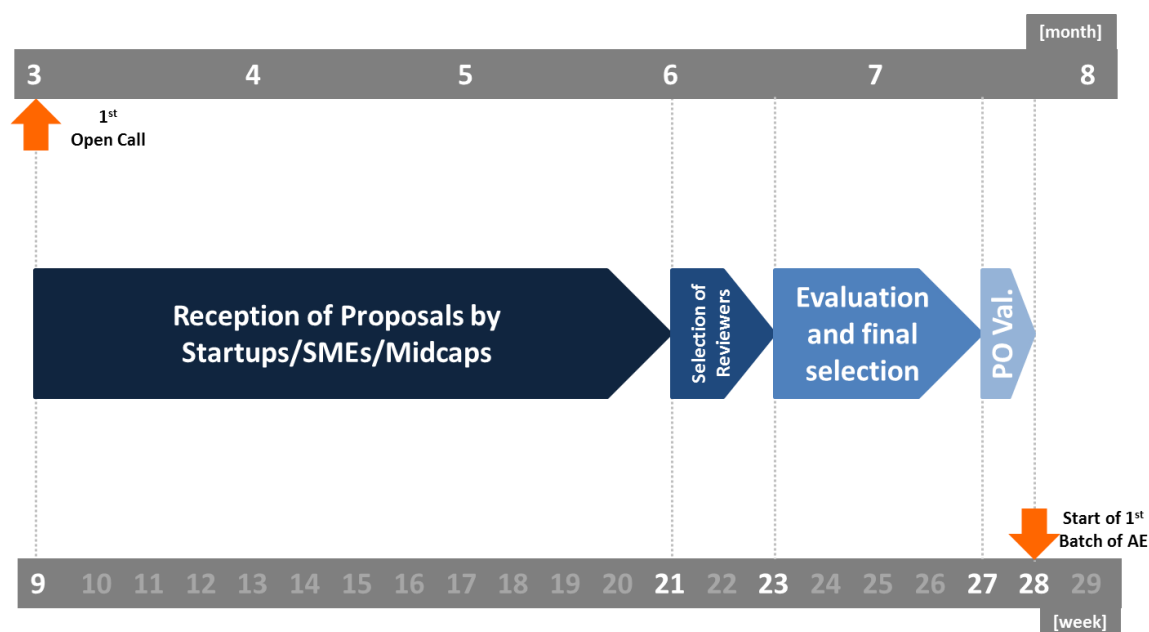 [month]
3 4 5 6 7 8
1st
Open Call
Reception of Proposals by
Startups/SMEs/Midcaps
Selection of
Reviewers
Evaluation
and final
selection
PO Val.
Start of 1st
Batch of AE
9 10 11 12 13 14 15 16 17 18 19 20 21 22 23 24 25 26 27 28 29
[week]